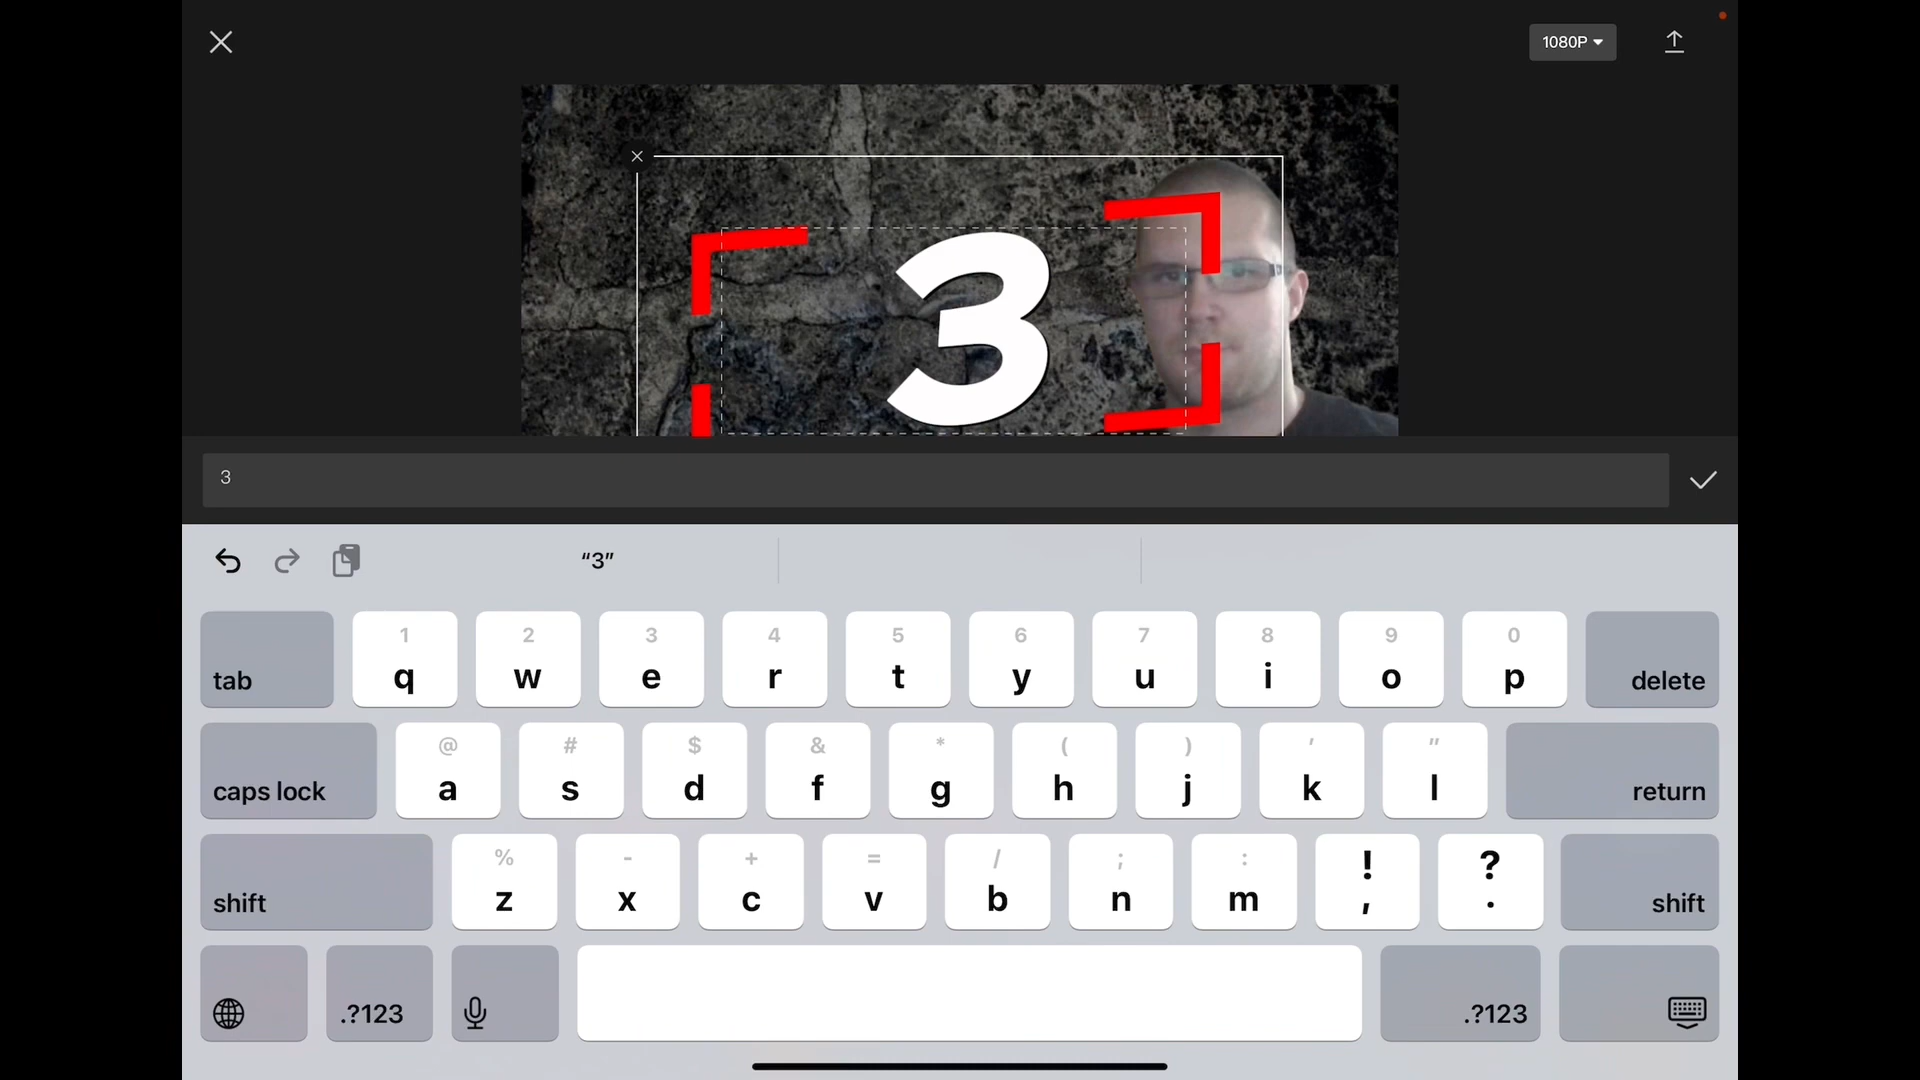 1080P
3
3
“3”
tab 1 q 2 w 3 e 4 r 5 t 6 y 7 u 8 i 9 o 0 p delete
caps lock @ a # s $ d & f * g ( h ) j ' k " l return
shift % z - x + c = v / b ; n : m ! , ? . shift
.?123 .?123